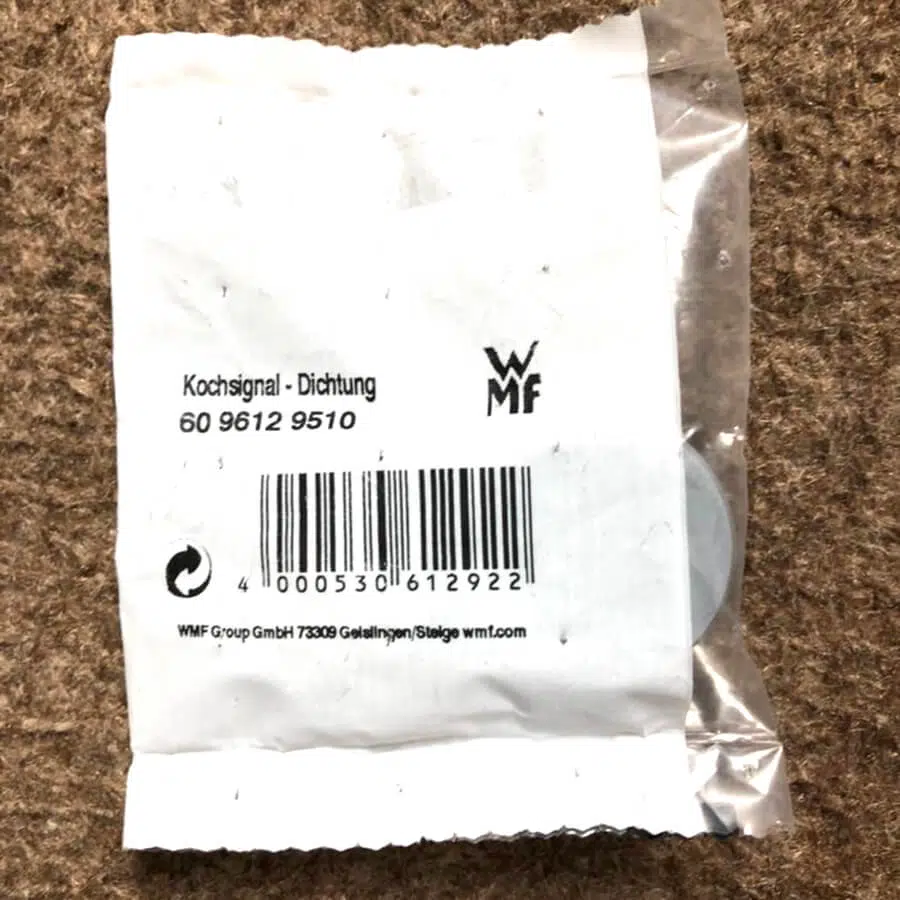 Kochsignal - Dichtung
60 9612 9510
WMF
4 000530 612922
WMF Group GmbH 73309 Geislingen/Steige wmf.com